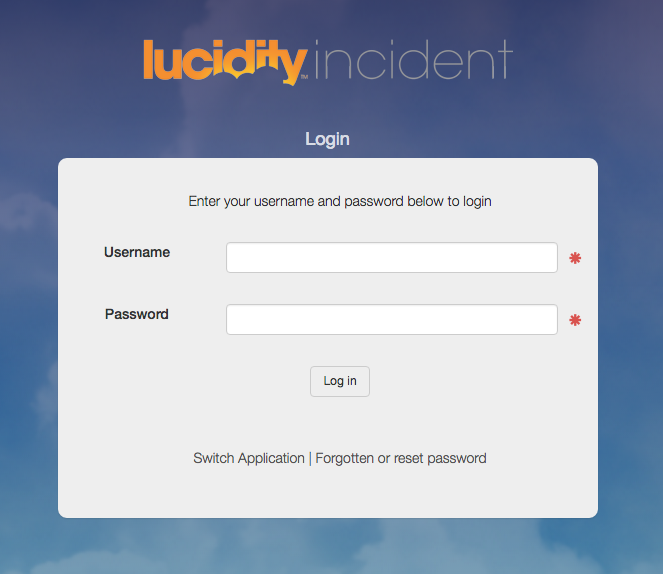 lucidity™ incident
Login
Enter your username and password below to login
Username *
Password *
Log in
Switch Application | Forgotten or reset password